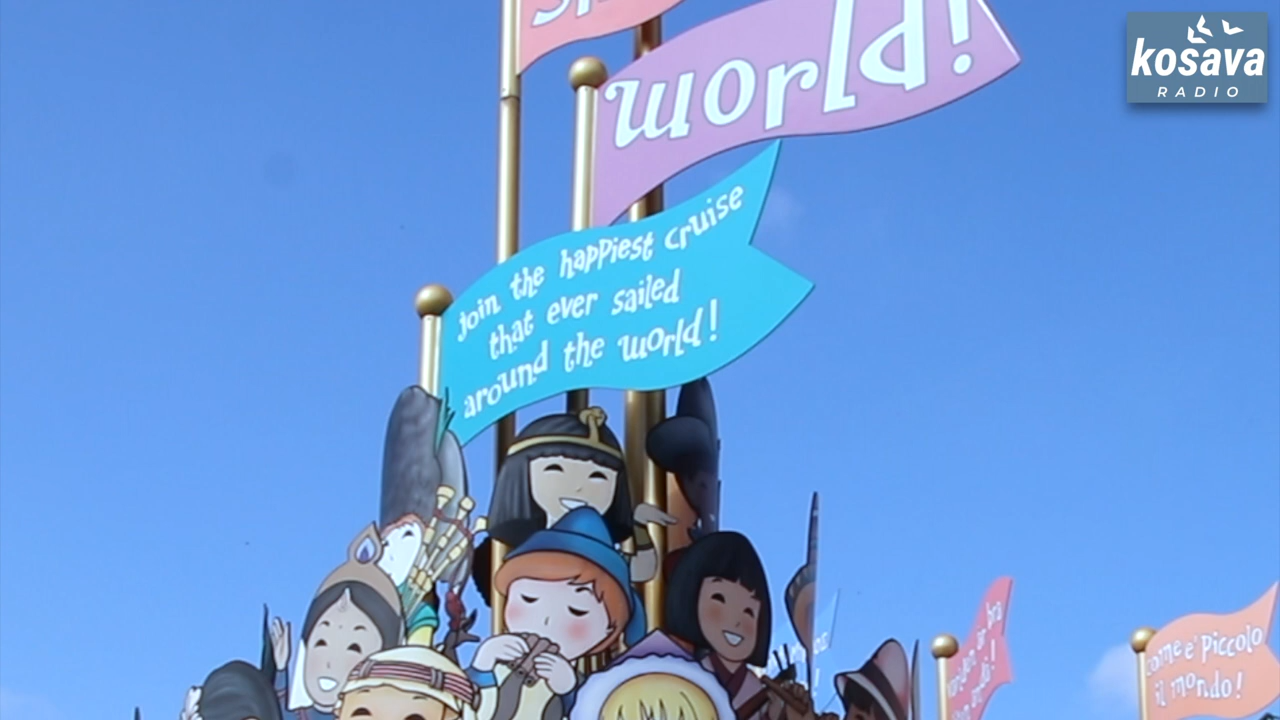 world!
join the happiest cruise
that ever sailed
around the world!
come e' piccolo
il mondo!
kosava
RADIO